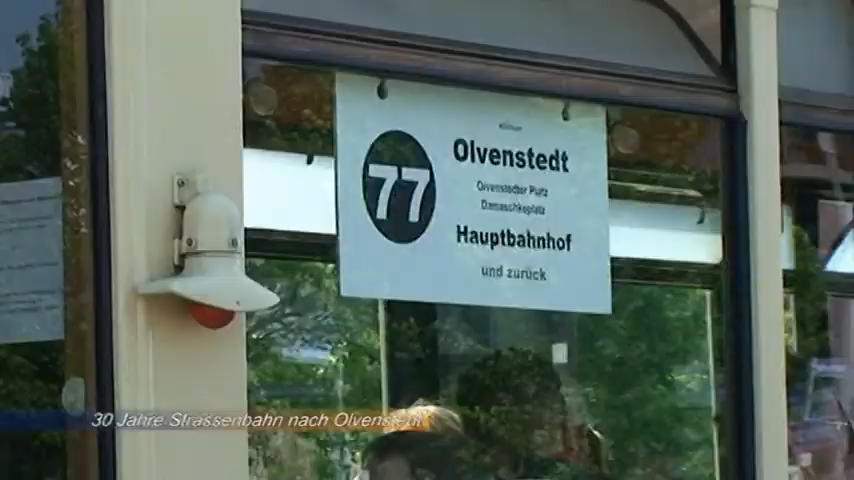 77
Olvenstedt
Olvenstedter Platz
Damaschkeplatz
Hauptbahnhof
und zurück
30 Jahre Strassenbahn nach Olvenstedt